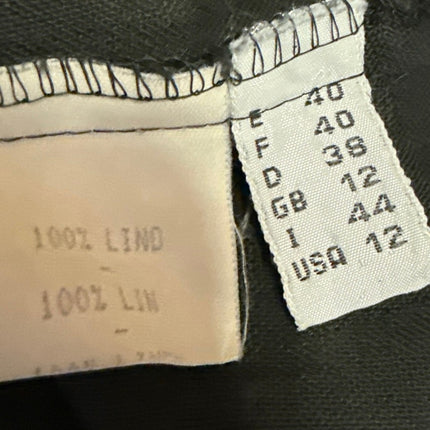 100% LINO
-
100% LIN
-
E 40
F 40
D 38
GB 12
I 44
USA 12